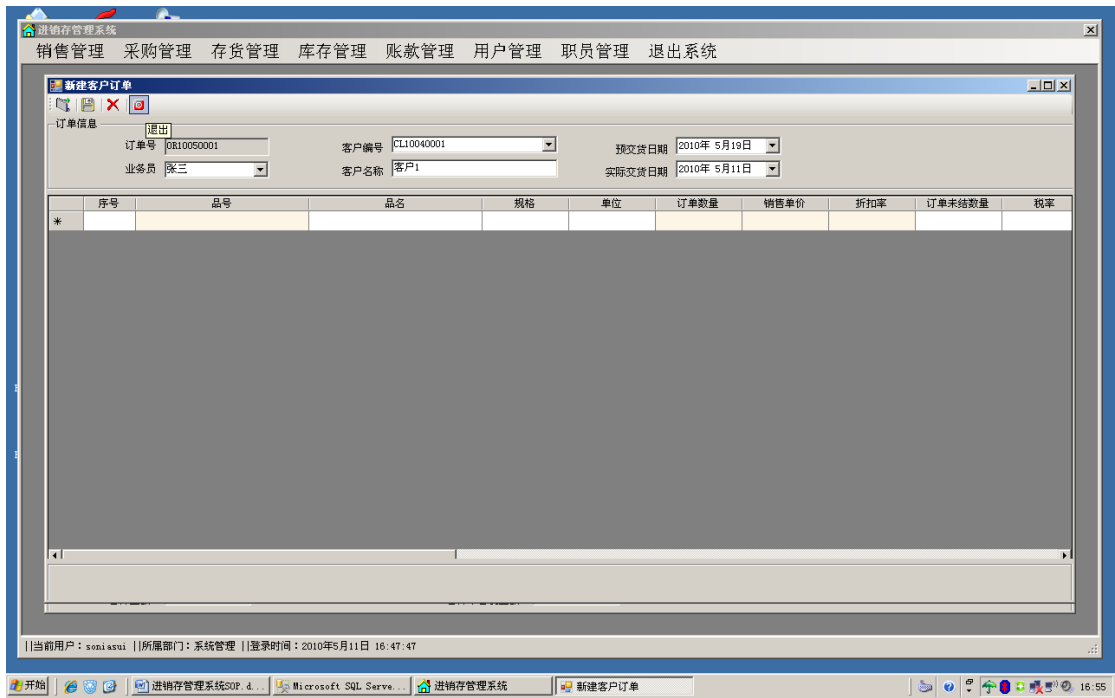 进销存管理系统
销售管理 采购管理 存货管理 库存管理 账款管理 用户管理 职员管理 退出系统
新建客户订单
订单信息
退出
订单号 OR10050001 客户编号 CL10040001 预交货日期 2010年 5月19日
业务员 张三 客户名称 客户1 实际交货日期 2010年 5月11日
序号 品号 品名 规格 单位 订单数量 销售单价 折扣率 订单未结数量 税率
*
||当前用户：soniasui ||所属部门：系统管理 ||登录时间：2010年5月11日 16:47:47
开始 进销存管理系统SOP.d... Microsoft SQL Serve... 进销存管理系统 新建客户订单 16:55